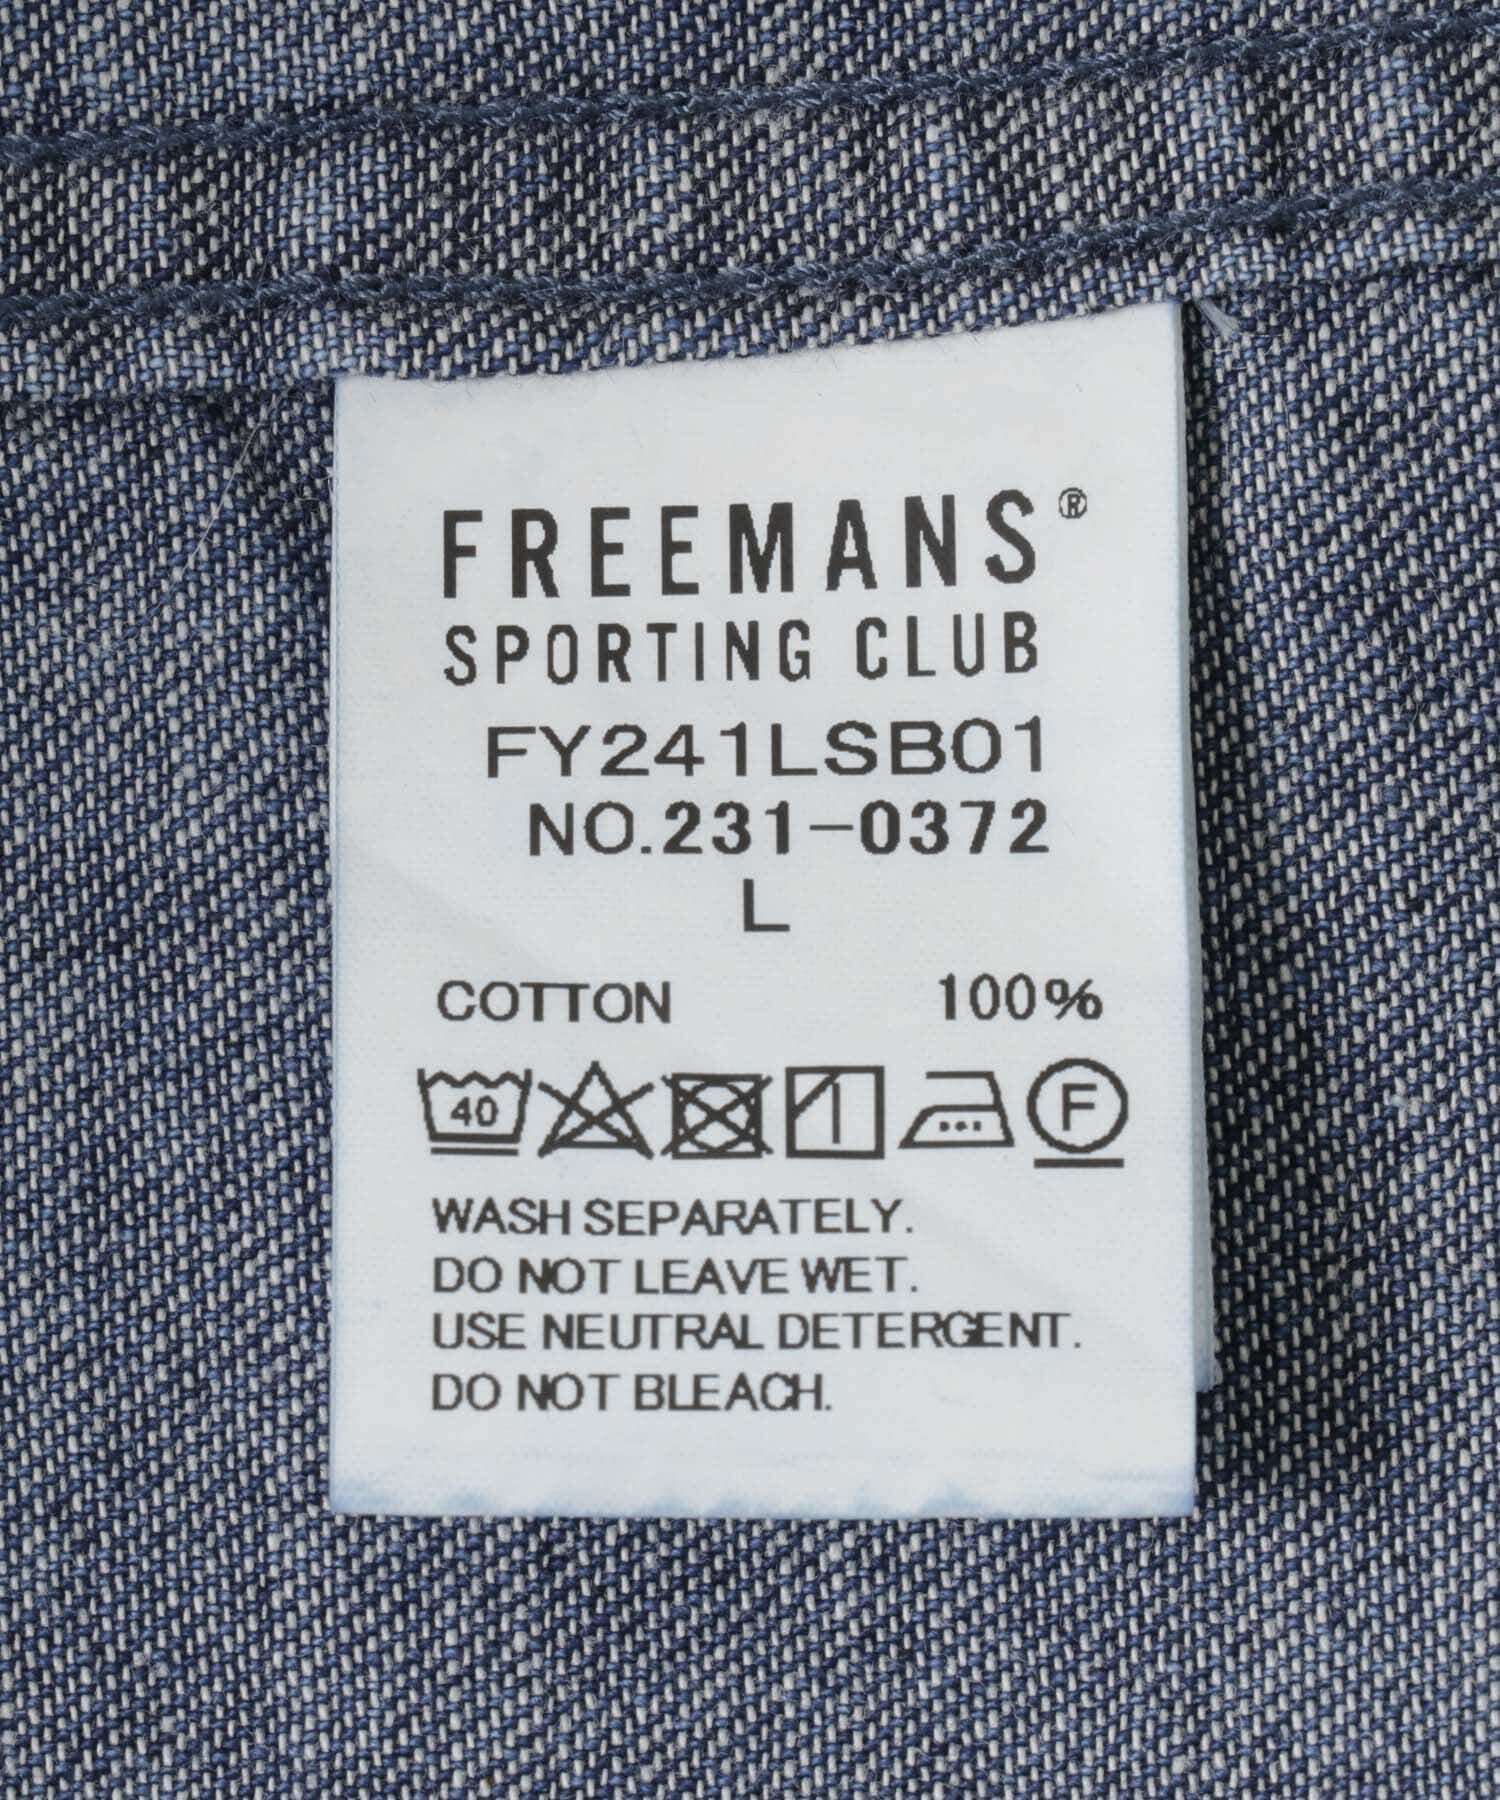 FREEMANS®
SPORTING CLUB
FY241LSB01
NO.231-0372
L
COTTON 100%
40 F
WASH SEPARATELY.
DO NOT LEAVE WET.
USE NEUTRAL DETERGENT.
DO NOT BLEACH.